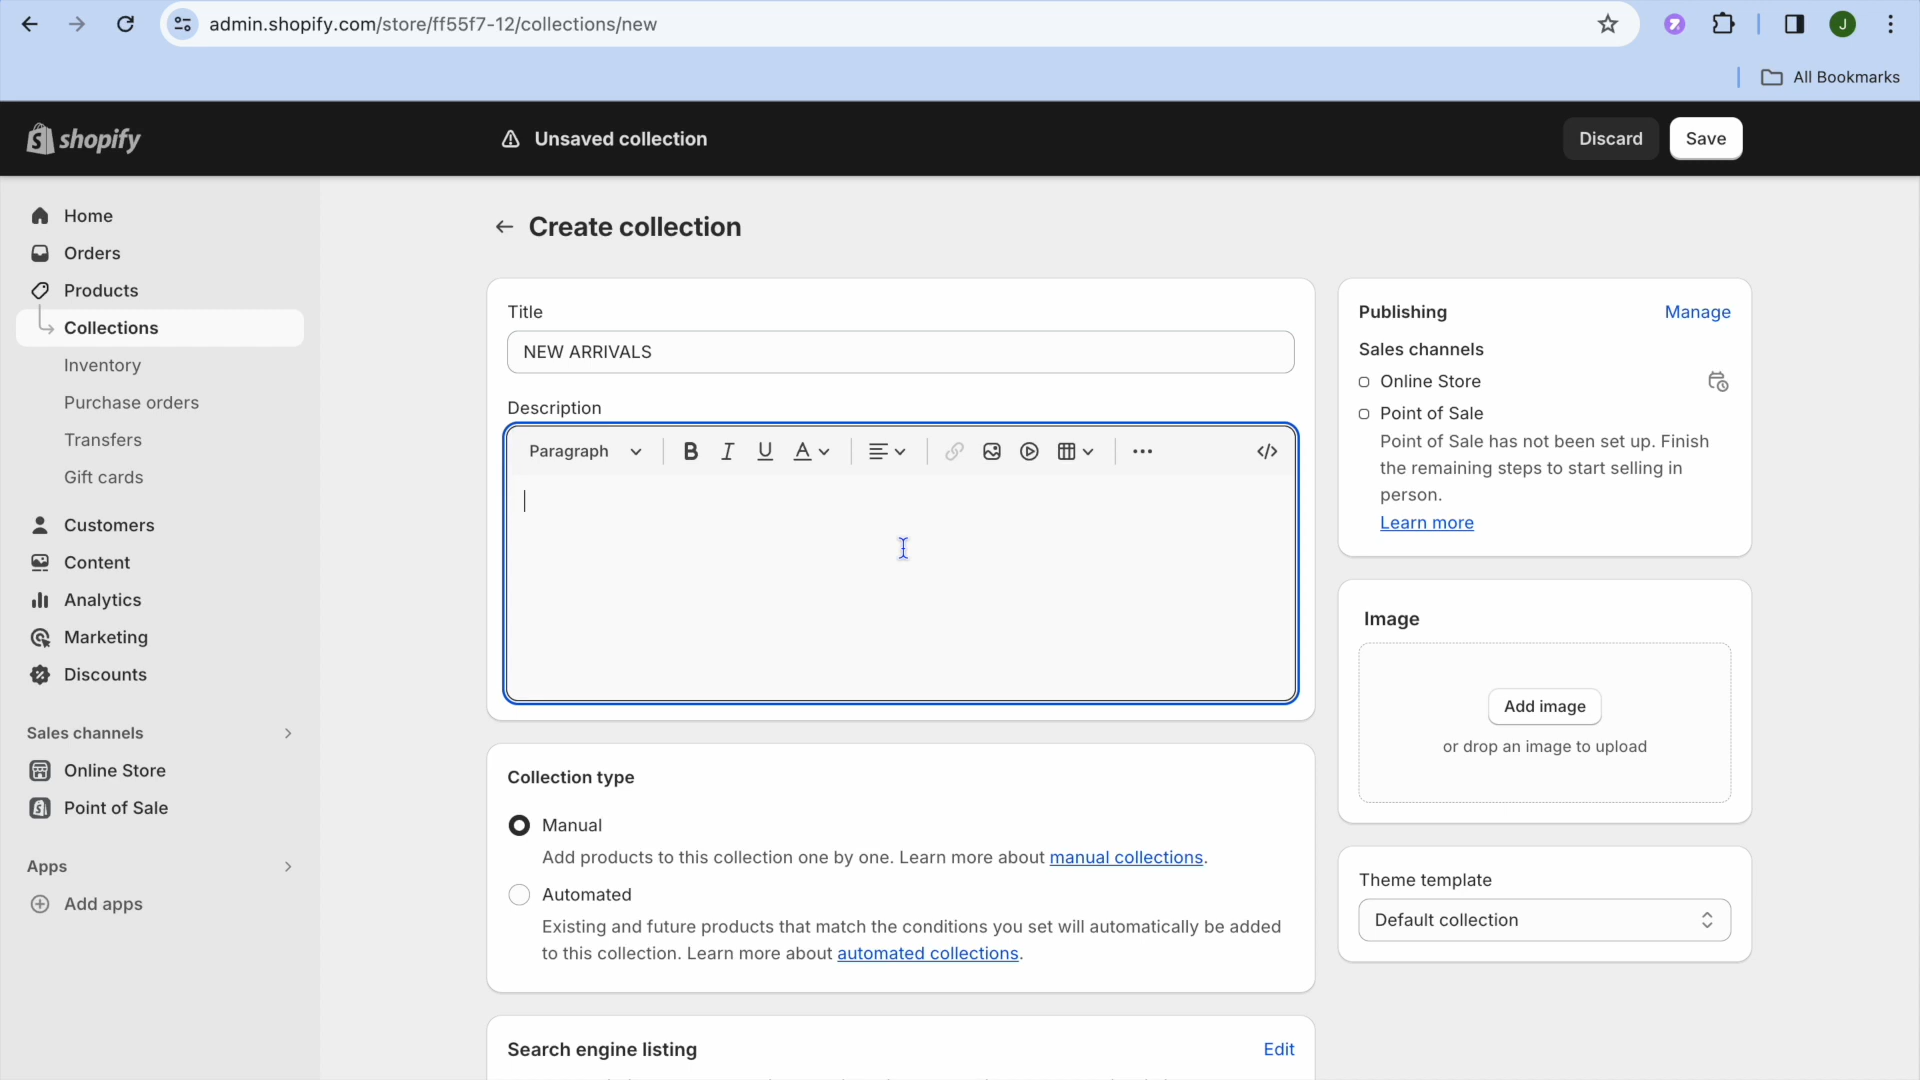 admin.shopify.com/store/ff55f7-12/collections/new
J
All Bookmarks
shopify
Unsaved collection
Discard
Save
Home
Orders
Products
Collections
Inventory
Purchase orders
Transfers
Gift cards
Customers
Content
Analytics
Marketing
Discounts
Sales channels
Online Store
Point of Sale
Apps
Add apps
Create collection
Title
NEW ARRIVALS
Description
Paragraph
B I U A
Collection type
Manual
Add products to this collection one by one. Learn more about manual collections.
Automated
Existing and future products that match the conditions you set will automatically be added
to this collection. Learn more about automated collections.
Search engine listing
Edit
Publishing
Manage
Sales channels
Online Store
Point of Sale
Point of Sale has not been set up. Finish
the remaining steps to start selling in
person.
Learn more
Image
Add image
or drop an image to upload
Theme template
Default collection